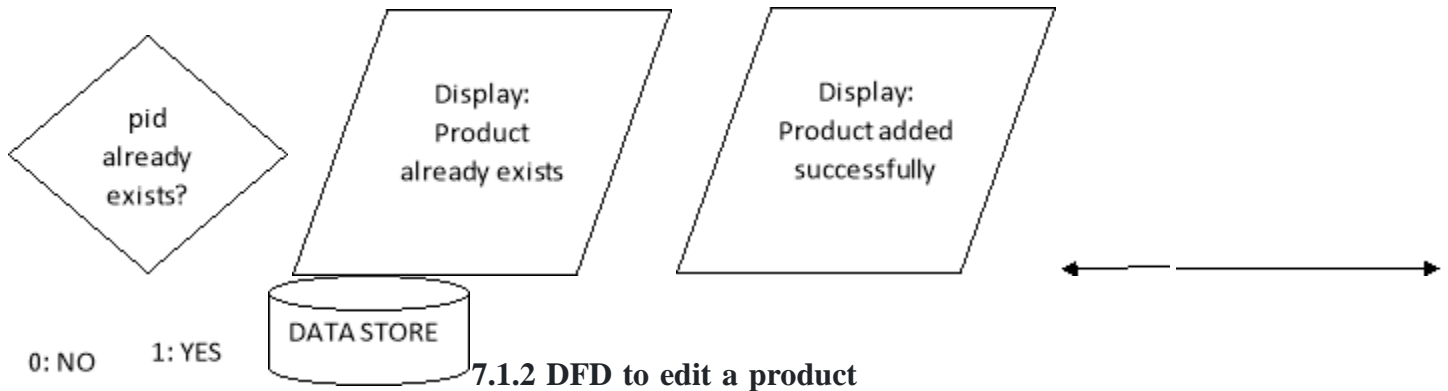 pid
already
exists?
Display:
Product
already exists
Display:
Product added
successfully
DATA STORE
0: NO
1: YES
7.1.2 DFD to edit a product